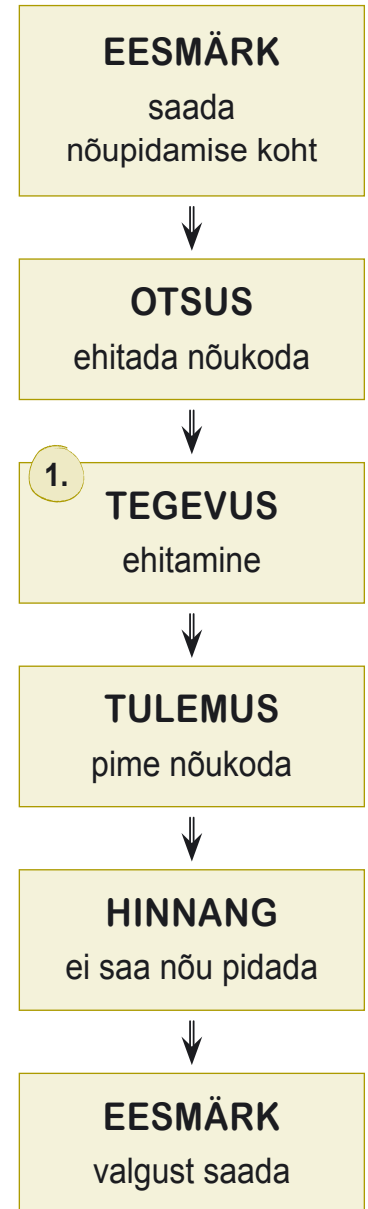 EESMÄRK
saada
nõupidamise koht
OTSUS
ehitada nõukoda
1.
TEGEVUS
ehitamine
TULEMUS
pime nõukoda
HINNANG
ei saa nõu pidada
EESMÄRK
valgust saada